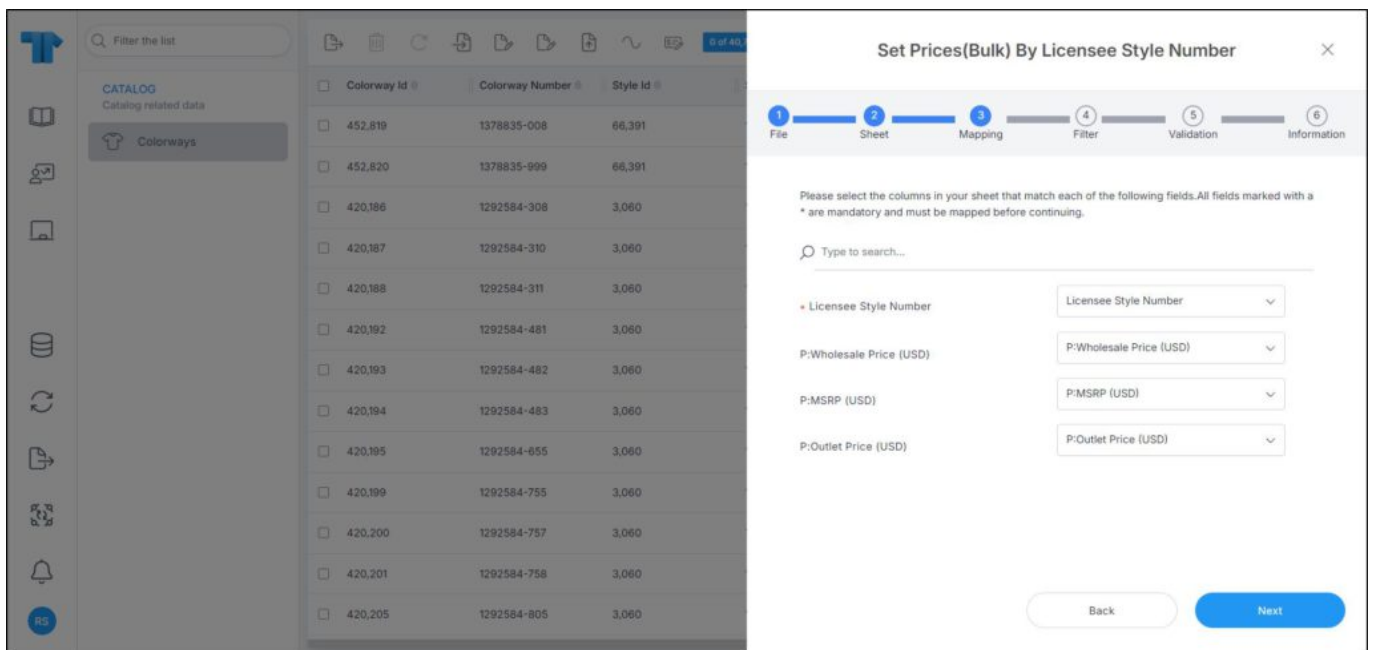 Filter the list
CATALOG
Catalog related data
Colorways
0 of 40,
Colorway Id Colorway Number Style Id
452,819 1378835-008 66,391
452,820 1378835-999 66,391
420,186 1292584-308 3,060
420,187 1292584-310 3,060
420,188 1292584-311 3,060
420,192 1292584-481 3,060
420,193 1292584-482 3,060
420,194 1292584-483 3,060
420,195 1292584-655 3,060
420,199 1292584-755 3,060
420,200 1292584-757 3,060
420,201 1292584-758 3,060
420,205 1292584-805 3,060
RS
Set Prices(Bulk) By Licensee Style Number
1 2 3 4 5 6
File Sheet Mapping Filter Validation Information
Please select the columns in your sheet that match each of the following fields.All fields marked with a
* are mandatory and must be mapped before continuing.
Type to search...
Licensee Style Number Licensee Style Number
P:Wholesale Price (USD) P:Wholesale Price (USD)
P:MSRP (USD) P:MSRP (USD)
P:Outlet Price (USD) P:Outlet Price (USD)
Back Next